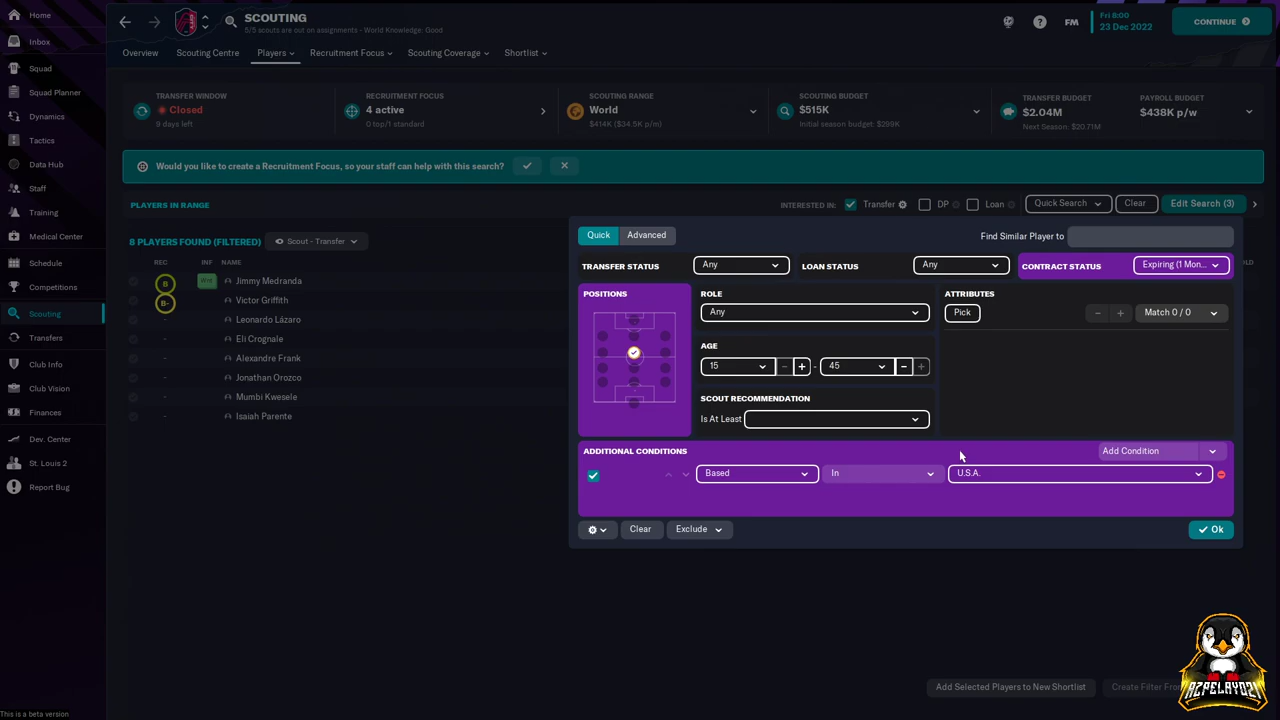 Home
Inbox
Squad
Squad Planner
Dynamics
Tactics
Data Hub
Staff
Training
Medical Center
Schedule
Competitions
Scouting
Transfers
Club Info
Club Vision
Finances
Dev. Center
St. Louis 2
Report Bug
This is a beta version
SCOUTING
5/5 scouts are out on assignments - World Knowledge: Good
FM
Fri 8:00
23 Dec 2022
CONTINUE
Overview
Scouting Centre
Players
Recruitment Focus
Scouting Coverage
Shortlist
TRANSFER WINDOW
Closed
9 days left
RECRUITMENT FOCUS
4 active
0 top/1 standard
SCOUTING RANGE
World
$414K ($34.5K p/m)
SCOUTING BUDGET
$515K
Initial season budget: $299K
TRANSFER BUDGET
$2.04M
Next Season: $20.71M
PAYROLL BUDGET
$438K p/w
Would you like to create a Recruitment Focus, so your staff can help with this search?
PLAYERS IN RANGE
INTERESTED IN:
Transfer
DP
Loan
Quick Search
Clear
Edit Search (3)
8 PLAYERS FOUND (FILTERED)
Scout - Transfer
REC INF NAME
B Wnt Jimmy Medranda
B- Victor Griffith
- Leonardo Lázaro
- Eli Crognale
- Alexandre Frank
- Jonathan Orozco
- Mumbi Kwesele
- Isaiah Parente
Quick
Advanced
Find Similar Player to
TRANSFER STATUS
Any
LOAN STATUS
Any
CONTRACT STATUS
Expiring (1 Mon...
POSITIONS
ROLE
Any
AGE
15
- + -
45
- +
SCOUT RECOMMENDATION
Is At Least
ATTRIBUTES
Pick
- +
Match 0 / 0
ADDITIONAL CONDITIONS
Add Condition
Based
In
U.S.A.
Clear
Exclude
Ok
Add Selected Players to New Shortlist
Create Filter From